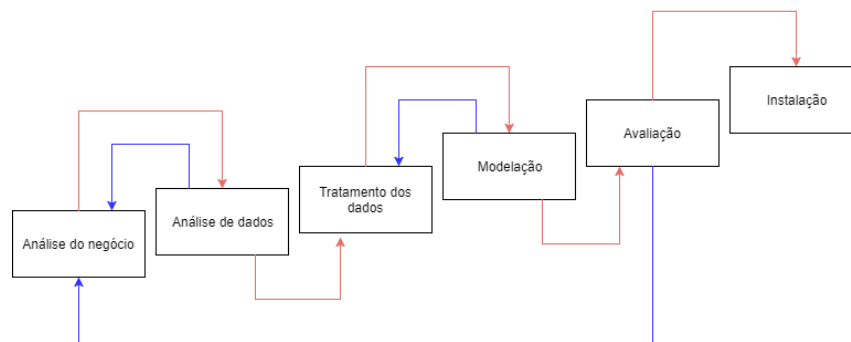 Análise do negócio
Análise de dados
Tratamento dos
dados
Modelação
Avaliação
Instalação